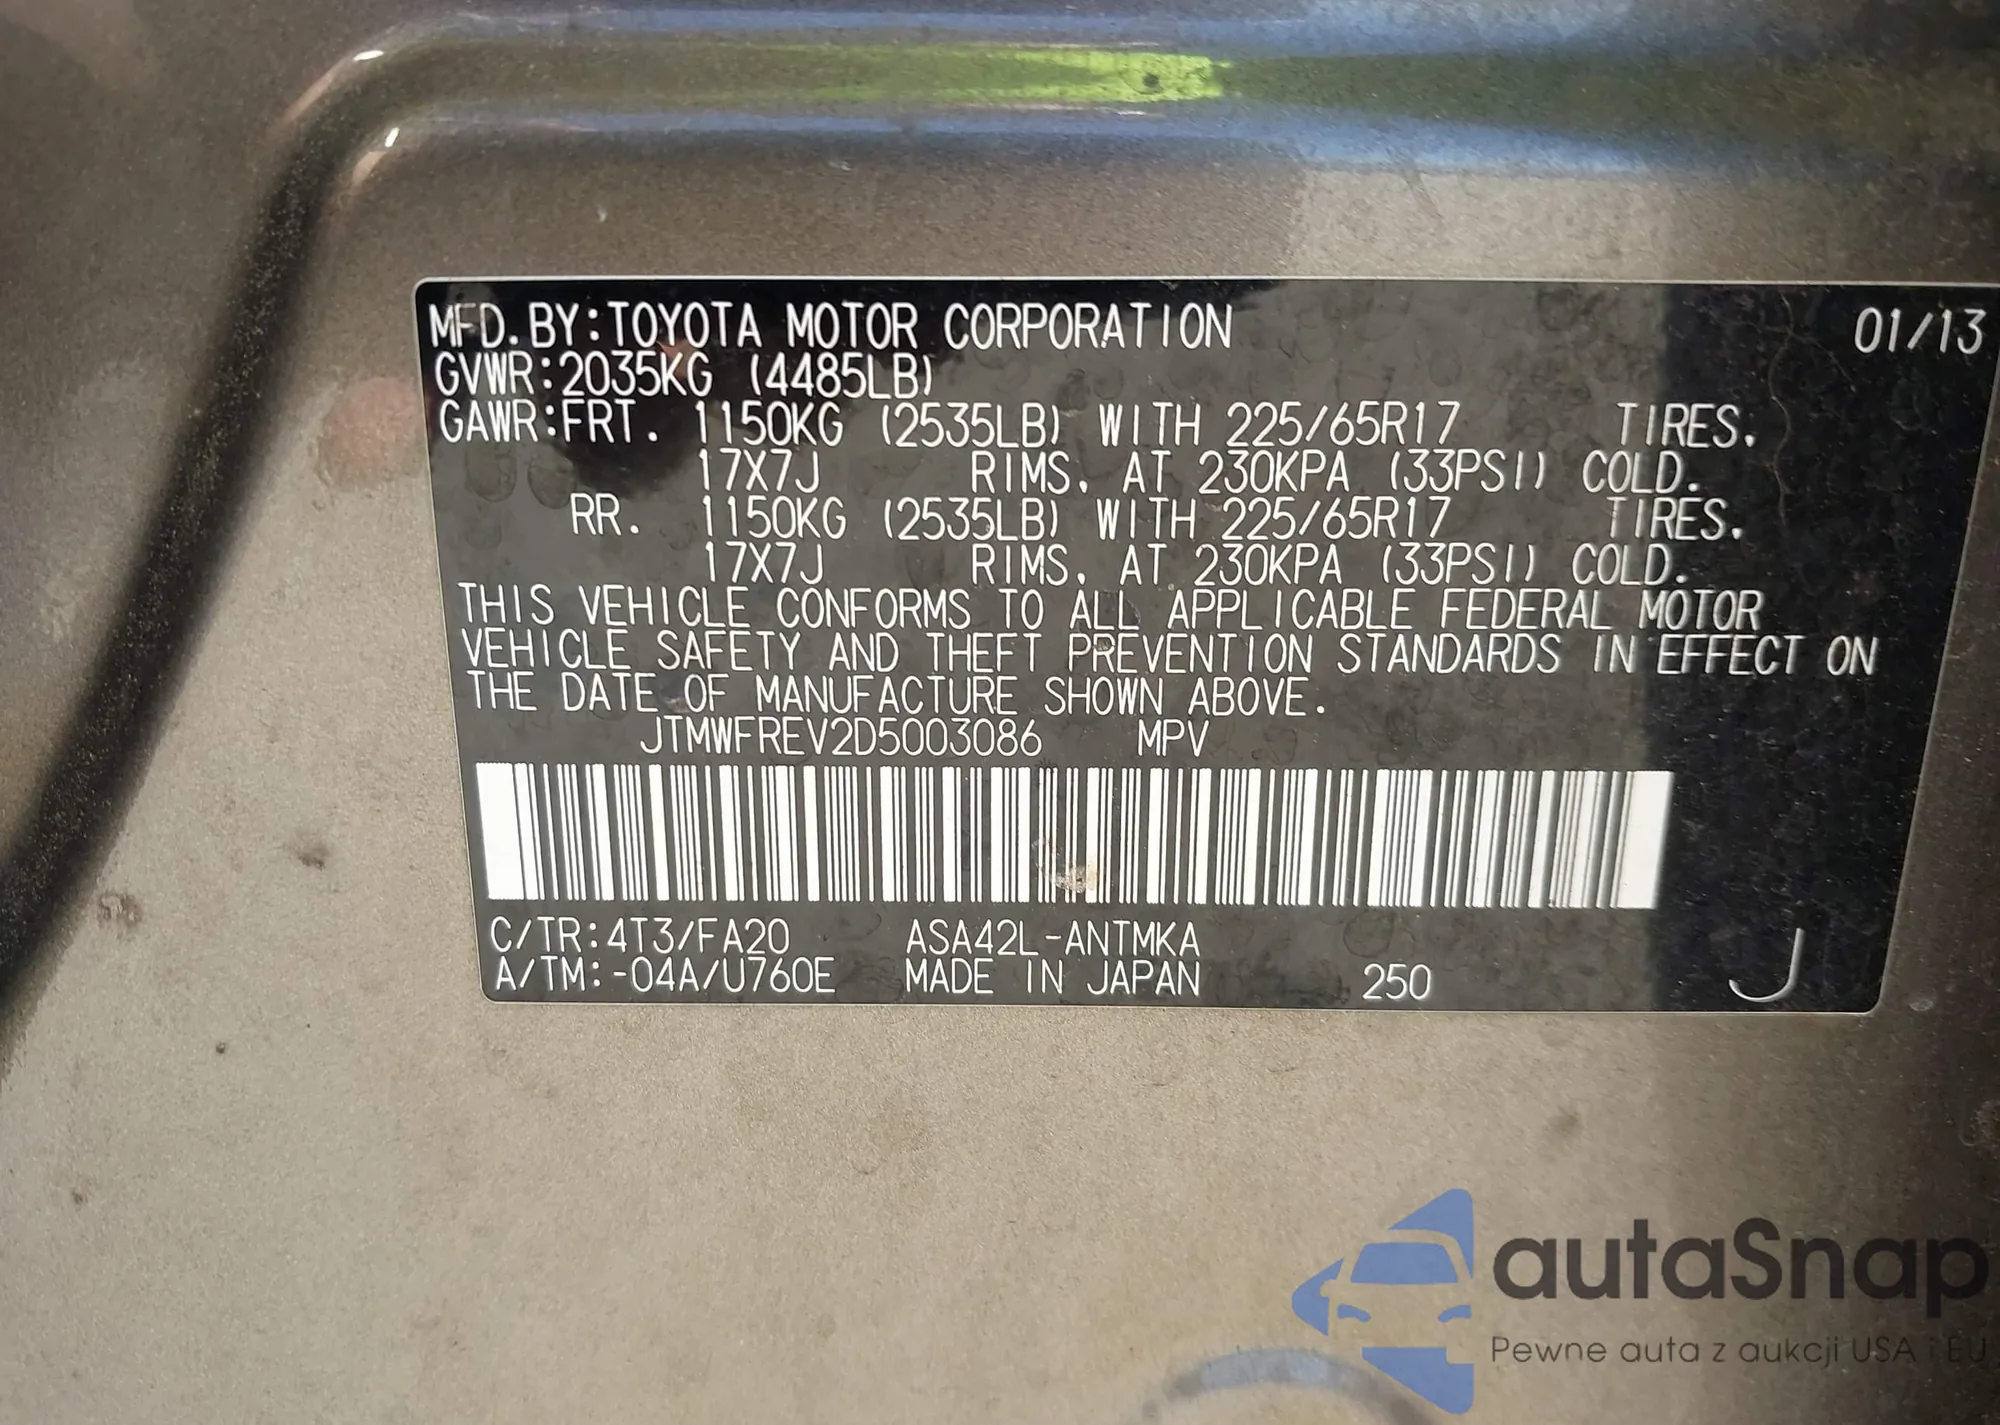 MFD. BY:TOYOTA MOTOR CORPORATION 01/13
GVWR:2035KG (4485LB)
GAWR:FRT. 1150KG (2535LB) WITH 225/65R17 TIRES.
17X7J RIMS. AT 230KPA (33PSI) COLD.
RR. 1150KG (2535LB) WITH 225/65R17 TIRES.
17X7J RIMS. AT 230KPA (33PSI) COLD.
THIS VEHICLE CONFORMS TO ALL APPLICABLE FEDERAL MOTOR
VEHICLE SAFETY AND THEFT PREVENTION STANDARDS IN EFFECT ON
THE DATE OF MANUFACTURE SHOWN ABOVE.
JTMWFREV2D5003086 MPV
C/TR:4T3/FA20 ASA42L-ANTMKA
A/TM:-04A/U760E MADE IN JAPAN 250 J
autaSnap
Pewne auta z aukcji USA i EU